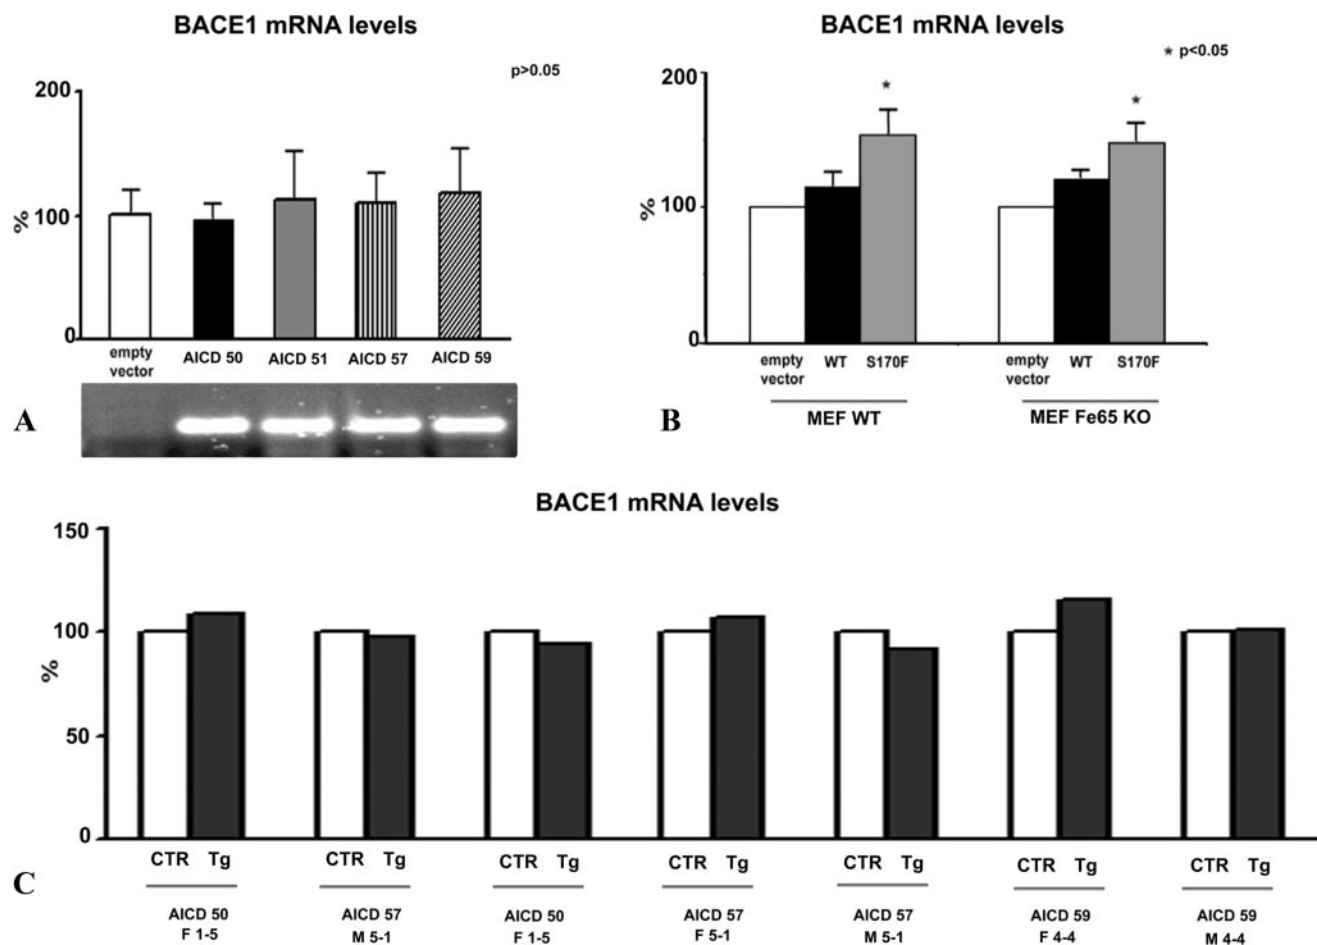 BACE1 mRNA levels
p>0.05
200
100
0
%
empty vector
AICD 50
AICD 51
AICD 57
AICD 59
A
BACE1 mRNA levels
* p<0.05
200
100
0
%
*
*
empty vector
WT
S170F
empty vector
WT
S170F
MEF WT
MEF Fe65 KO
B
BACE1 mRNA levels
150
100
50
0
%
CTR Tg
CTR Tg
CTR Tg
CTR Tg
CTR Tg
CTR Tg
CTR Tg
C
AICD 50
F 1-5
AICD 57
M 5-1
AICD 50
F 1-5
AICD 57
F 5-1
AICD 57
M 5-1
AICD 59
F 4-4
AICD 59
M 4-4